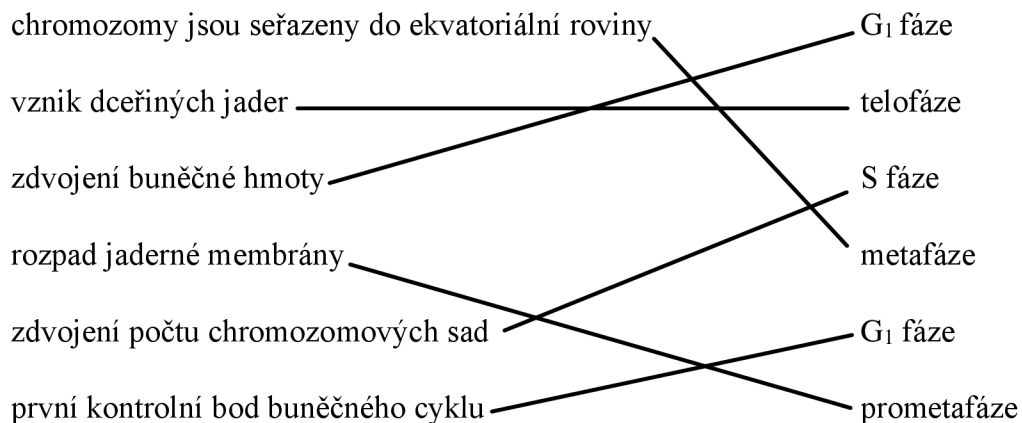 chromozomy jsou seřazeny do ekvatoriální roviny G₁ fáze
vznik dceřiných jader telofáze
zdvojení buněčné hmoty S fáze
rozpad jaderné membrány metafáze
zdvojení počtu chromozomových sad G₁ fáze
první kontrolní bod buněčného cyklu prometafáze